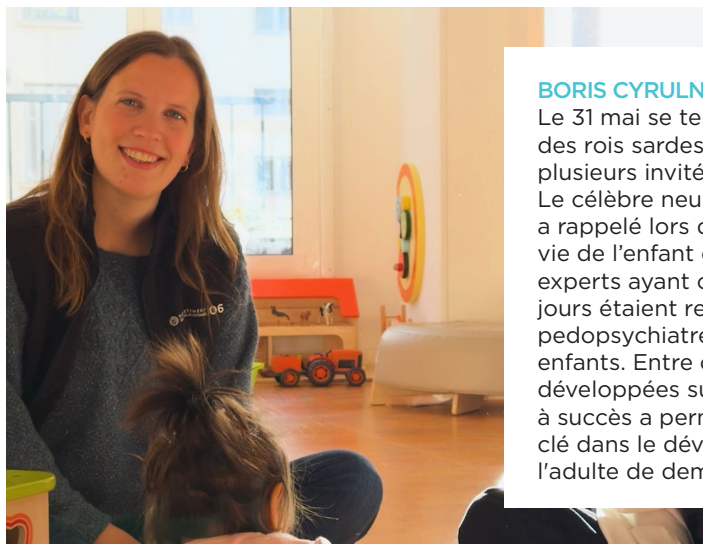 BORIS CYRULN
Le 31 mai se te
des rois sardes
plusieurs invité
Le célèbre neu
a rappelé lors d
vie de l'enfant
experts ayant
jours étaient re
pedopsychiatre
enfants. Entre
développées su
à succès a perm
clé dans le dév
l'adulte de dem
06